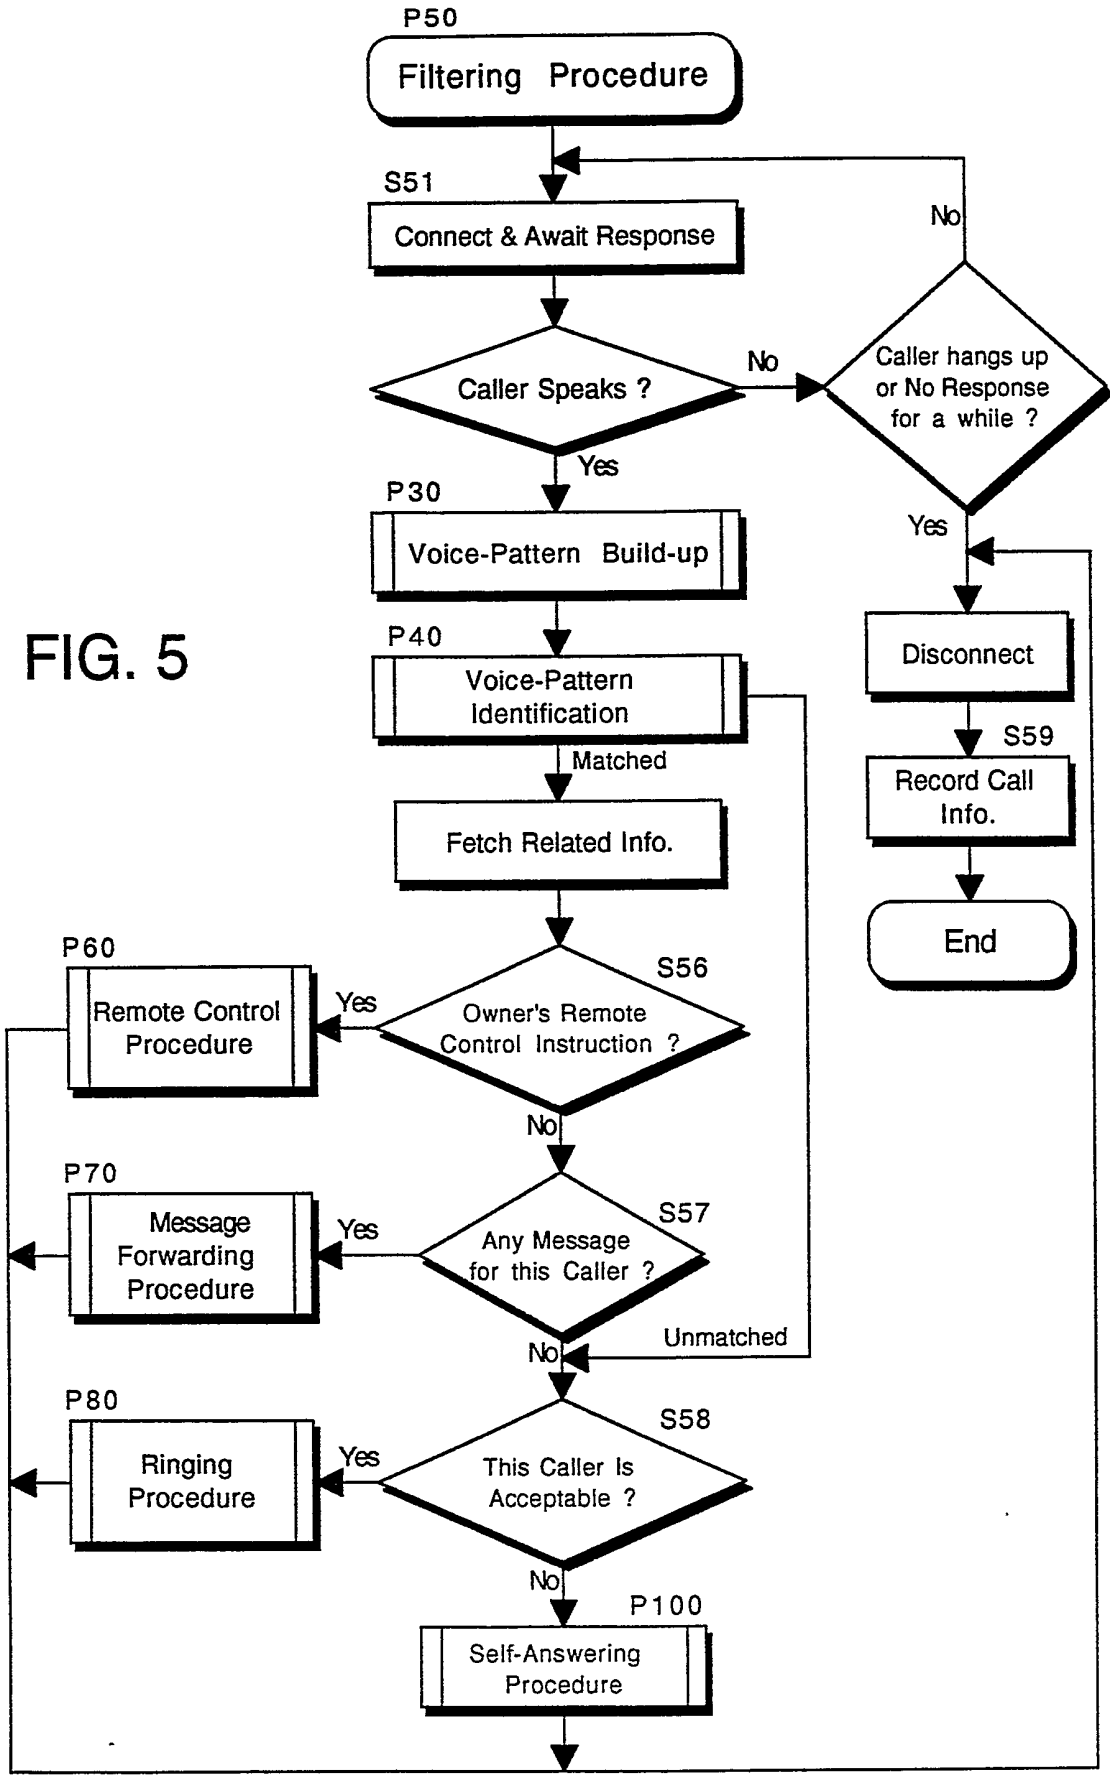 P50
Filtering Procedure
S51
Connect & Await Response
No
Caller Speaks ?
No
Caller hangs up
or No Response
for a while ?
Yes
Yes
P30
Voice-Pattern Build-up
P40
Voice-Pattern
Identification
FIG. 5
Disconnect
Matched
S59
Record Call
Info.
Fetch Related Info.
End
P60
Remote Control
Procedure
Yes
S56
Owner's Remote
Control Instruction ?
No
P70
Message
Forwarding
Procedure
Yes
S57
Any Message
for this Caller ?
No
Unmatched
P80
Ringing
Procedure
Yes
S58
This Caller Is
Acceptable ?
No
P100
Self-Answering
Procedure